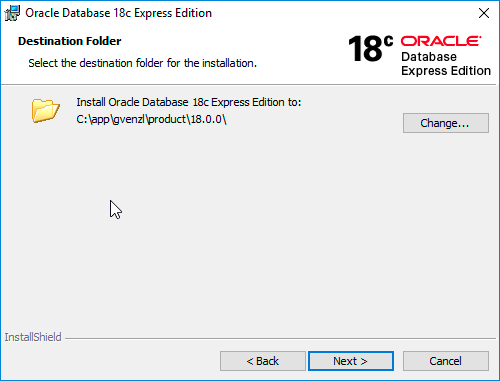 Oracle Database 18c Express Edition
Destination Folder
Select the destination folder for the installation.
18c ORACLE
Database
Express Edition
Install Oracle Database 18c Express Edition to:
C:\app\gvenzl\product\18.0.0\
Change...
InstallShield
< Back
Next >
Cancel